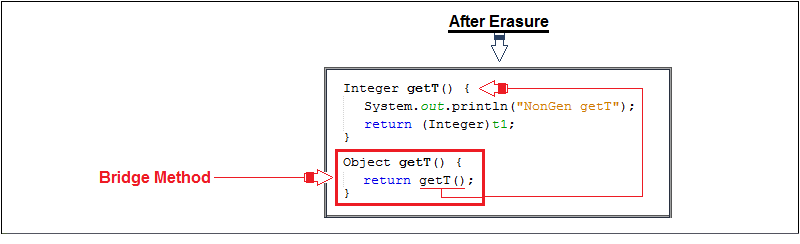 After Erasure
Integer getT() {
System.out.println("NonGen getT");
return (Integer)t1;
}
Object getT() {
return getT();
}
Bridge Method